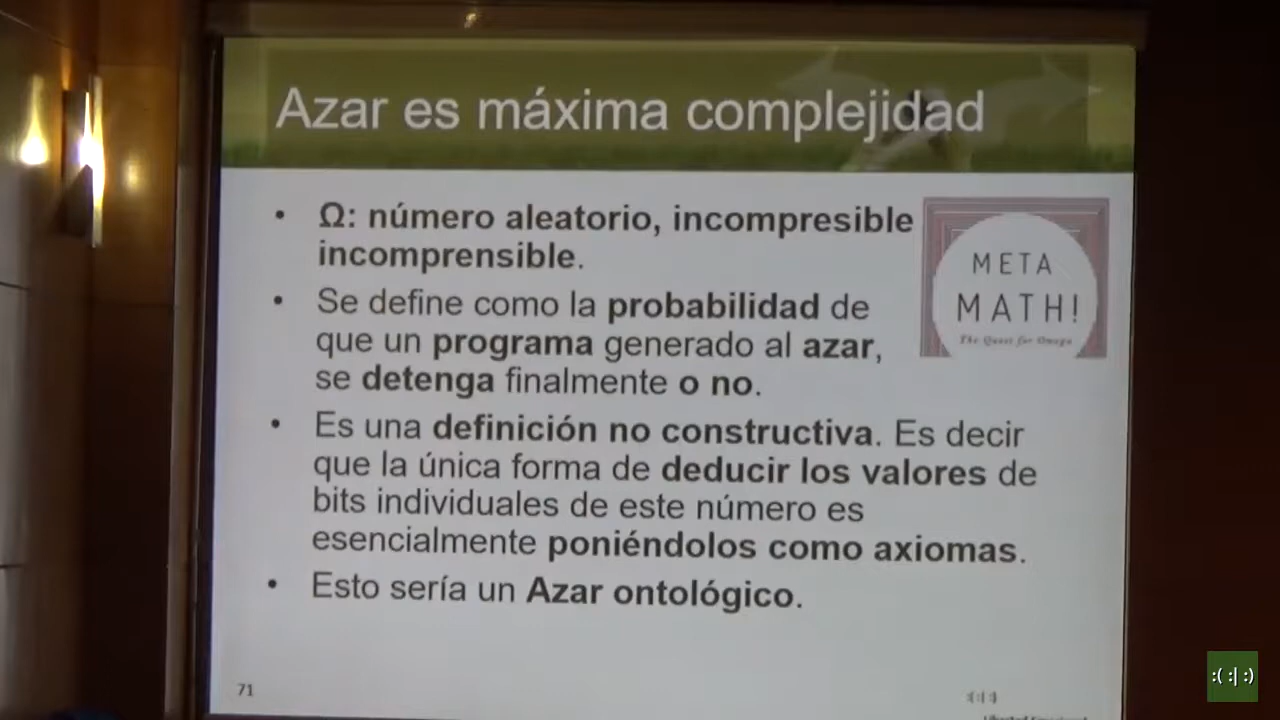 Azar es máxima complejidad
• Ω: número aleatorio, incompresible
incomprensible.
• Se define como la probabilidad de
que un programa generado al azar,
se detenga finalmente o no.
• Es una definición no constructiva. Es decir
que la única forma de deducir los valores de
bits individuales de este número es
esencialmente poniéndolos como axiomas.
• Esto sería un Azar ontológico.
META
MATH!
The Quest for Omega
71
:( :| :)